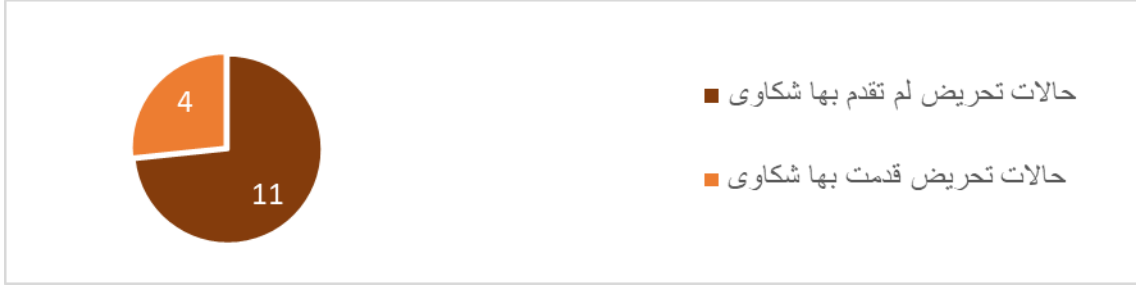 4
11
حالات تحريض لم تقدم بها شكاوى
حالات تحريض قدمت بها شكاوى